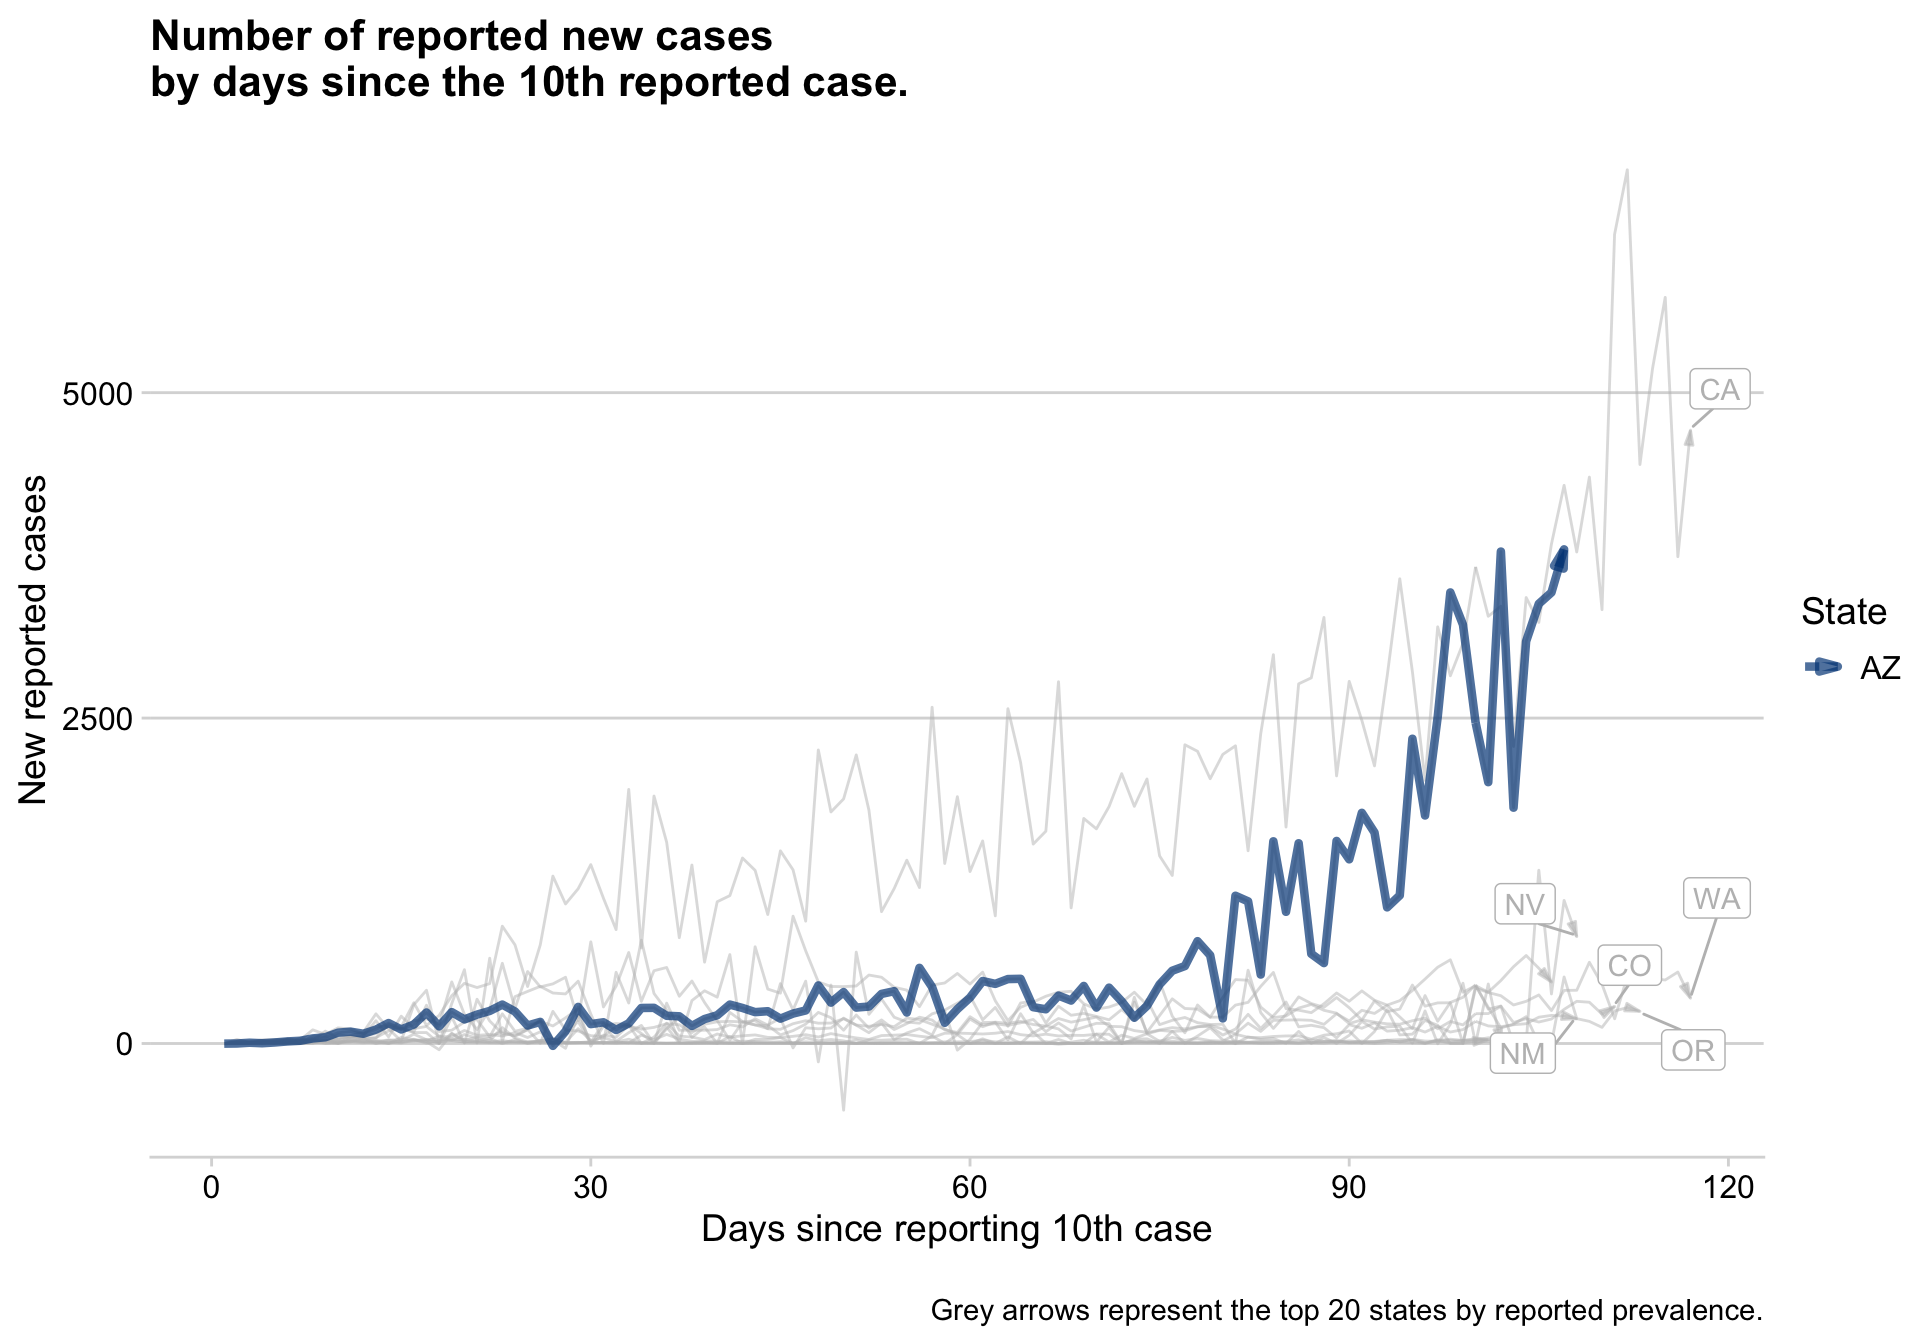 Number of reported new cases
by days since the 10th reported case.
New reported cases
5000
2500
0
CA
NV
WA
CO
NM
OR
State
AZ
0 30 60 90 120
Days since reporting 10th case
Grey arrows represent the top 20 states by reported prevalence.